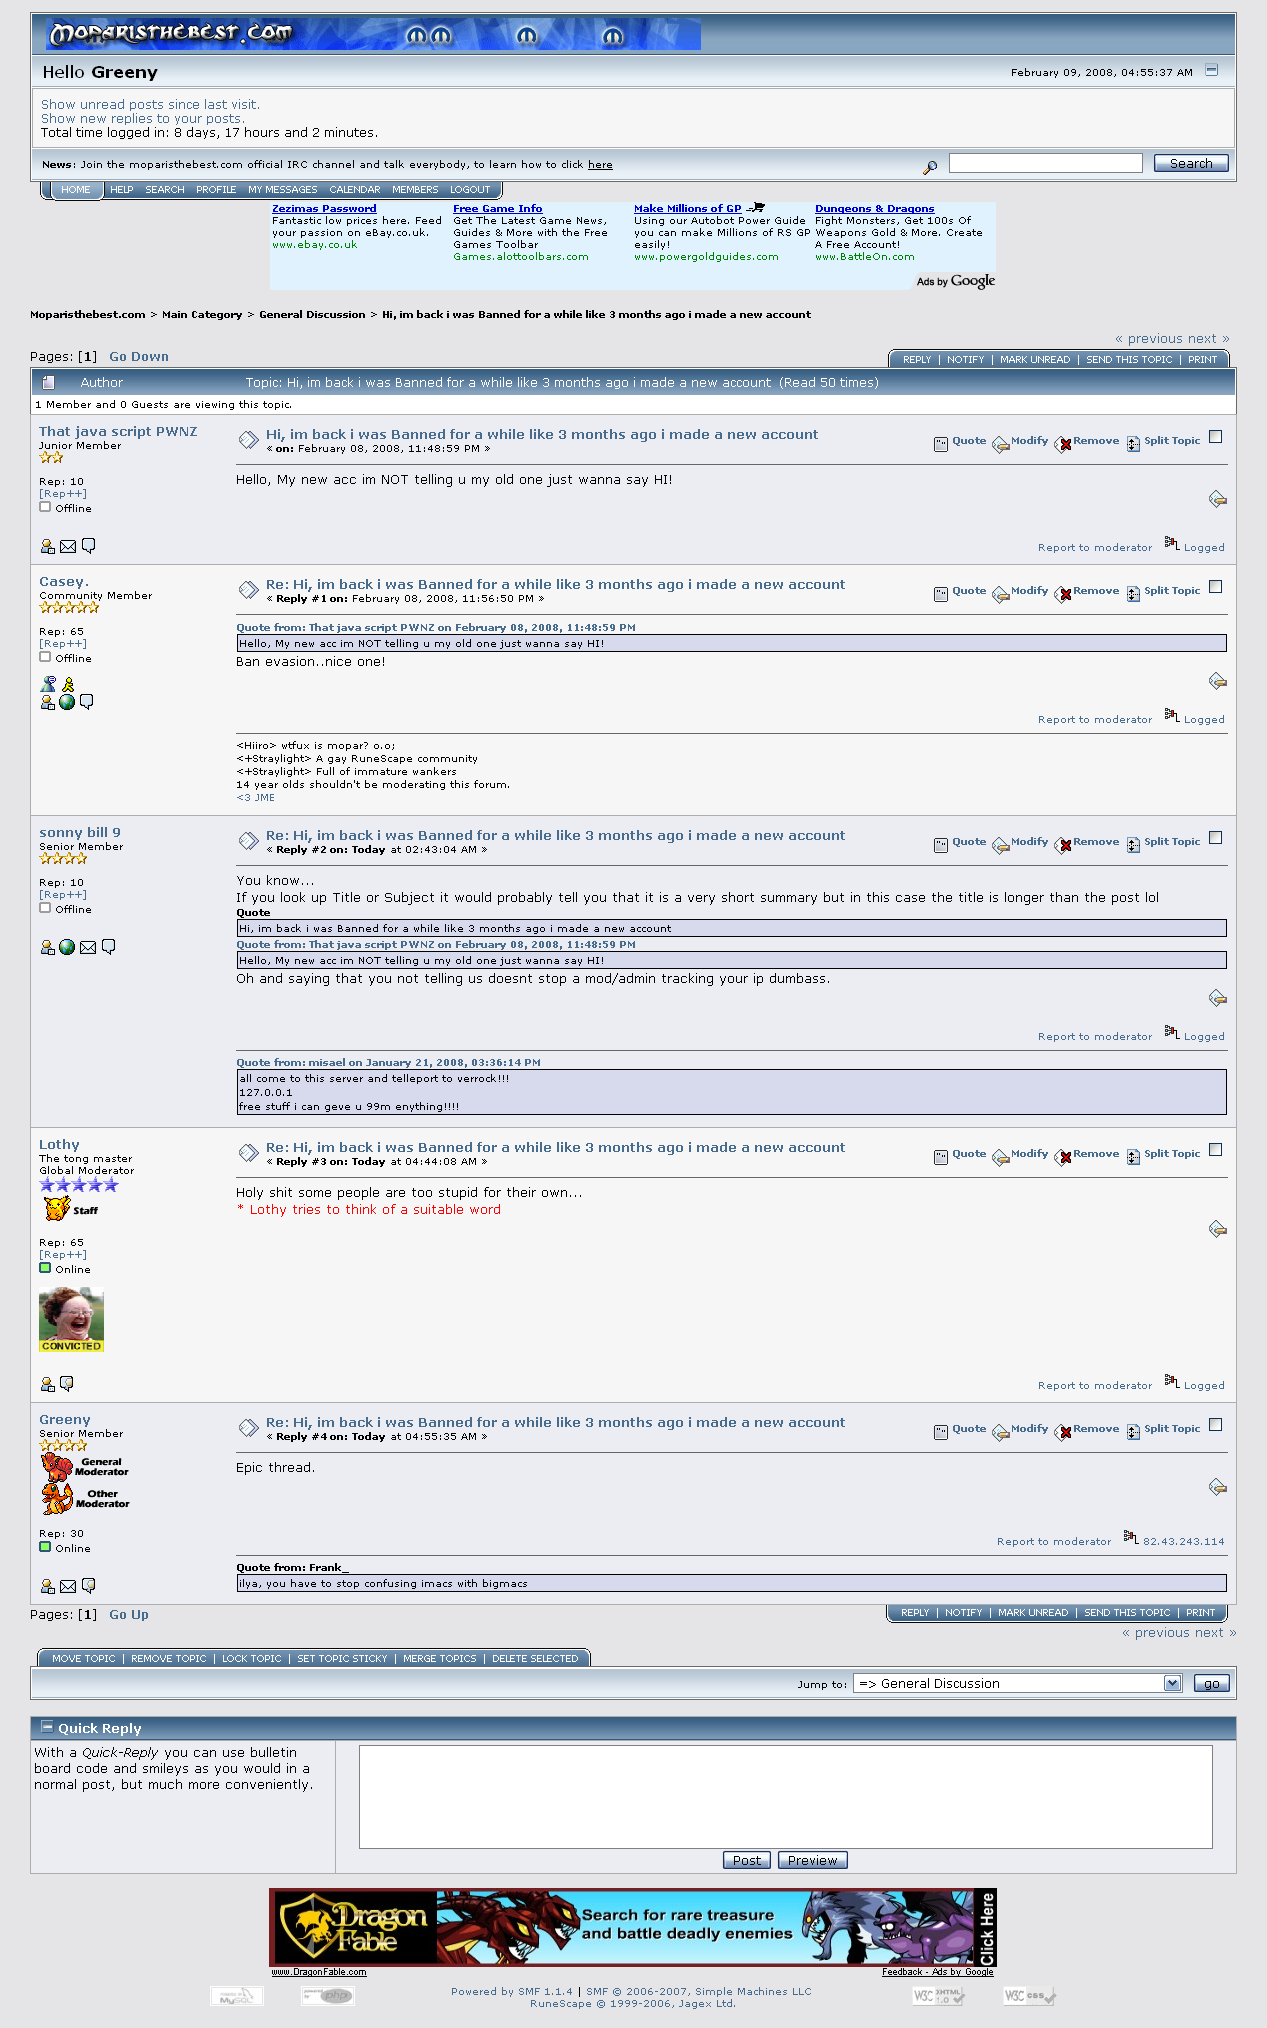 MOPARISTHEBEST.COM
Hello Greeny
February 09, 2008, 04:55:37 AM
Show unread posts since last visit.
Show new replies to your posts.
Total time logged in: 8 days, 17 hours and 2 minutes.
News: Join the moparisthebest.com official IRC channel and talk everybody, to learn how to click here
Search
HOME HELP SEARCH PROFILE MY MESSAGES CALENDAR MEMBERS LOGOUT
Zezimas Password
Fantastic low prices here. Feed
your passion on eBay.co.uk.
www.ebay.co.uk
Free Game Info
Get The Latest Game News,
Guides & More with the Free
Games Toolbar
Games.alottoolbars.com
Make Millions of GP
Using our Autobot Power Guide
you can make Millions of RS GP
easily!
www.powergoldguides.com
Dungeons & Dragons
Fight Monsters, Get 100s Of
Weapons Gold & More. Create
A Free Account!
www.BattleOn.com
Ads by Google
Moparisthebest.com > Main Category > General Discussion > Hi, im back i was Banned for a while like 3 months ago i made a new account
« previous next »
Pages: [1] Go Down
REPLY | NOTIFY | MARK UNREAD | SEND THIS TOPIC | PRINT
Author Topic: Hi, im back i was Banned for a while like 3 months ago i made a new account (Read 50 times)
1 Member and 0 Guests are viewing this topic.
That java script PWNZ
Junior Member
Rep: 10
[Rep++]
Offline
Hi, im back i was Banned for a while like 3 months ago i made a new account
« on: February 08, 2008, 11:48:59 PM »
Quote Modify Remove Split Topic
Hello, My new acc im NOT telling u my old one just wanna say HI!
Report to moderator Logged
Casey.
Community Member
Rep: 65
[Rep++]
Offline
Re: Hi, im back i was Banned for a while like 3 months ago i made a new account
« Reply #1 on: February 08, 2008, 11:56:50 PM »
Quote Modify Remove Split Topic
Quote from: That java script PWNZ on February 08, 2008, 11:48:59 PM
Hello, My new acc im NOT telling u my old one just wanna say HI!
Ban evasion..nice one!
Report to moderator Logged
<Hiiro> wtfux is mopar? o.o;
<+Straylight> A gay RuneScape community
<+Straylight> Full of immature wankers
14 year olds shouldn't be moderating this forum.
<3 JME
sonny bill 9
Senior Member
Rep: 10
[Rep++]
Offline
Re: Hi, im back i was Banned for a while like 3 months ago i made a new account
« Reply #2 on: Today at 02:43:04 AM »
Quote Modify Remove Split Topic
You know...
If you look up Title or Subject it would probably tell you that it is a very short summary but in this case the title is longer than the post lol
Quote
Hi, im back i was Banned for a while like 3 months ago i made a new account
Quote from: That java script PWNZ on February 08, 2008, 11:48:59 PM
Hello, My new acc im NOT telling u my old one just wanna say HI!
Oh and saying that you not telling us doesnt stop a mod/admin tracking your ip dumbass.
Report to moderator Logged
Quote from: misael on January 21, 2008, 03:36:14 PM
all come to this server and telleport to verrock!!!
127.0.0.1
free stuff i can geve u 99m enything!!!!
Lothy
The tong master
Global Moderator
Staff
Rep: 65
[Rep++]
Online
CONVICTED
Re: Hi, im back i was Banned for a while like 3 months ago i made a new account
« Reply #3 on: Today at 04:44:08 AM »
Quote Modify Remove Split Topic
Holy shit some people are too stupid for their own...
* Lothy tries to think of a suitable word
Report to moderator Logged
Greeny
Senior Member
General
Moderator
Other
Moderator
Rep: 30
Online
Re: Hi, im back i was Banned for a while like 3 months ago i made a new account
« Reply #4 on: Today at 04:55:35 AM »
Quote Modify Remove Split Topic
Epic thread.
Report to moderator 82.43.243.114
Quote from: Frank_
ilya, you have to stop confusing imacs with bigmacs
Pages: [1] Go Up
REPLY | NOTIFY | MARK UNREAD | SEND THIS TOPIC | PRINT
« previous next »
MOVE TOPIC | REMOVE TOPIC | LOCK TOPIC | SET TOPIC STICKY | MERGE TOPICS | DELETE SELECTED
Jump to: => General Discussion go
Quick Reply
With a Quick-Reply you can use bulletin
board code and smileys as you would in a
normal post, but much more conveniently.
Post Preview
Dragon
Fable
Search for rare treasure
and battle deadly enemies
Click Here
www.DragonFable.com
Feedback - Ads by Google
MySQL
php
Powered by SMF 1.1.4 | SMF © 2006-2007, Simple Machines LLC
RuneScape © 1999-2006, Jagex Ltd.
W3C XHTML 1.0
W3C css